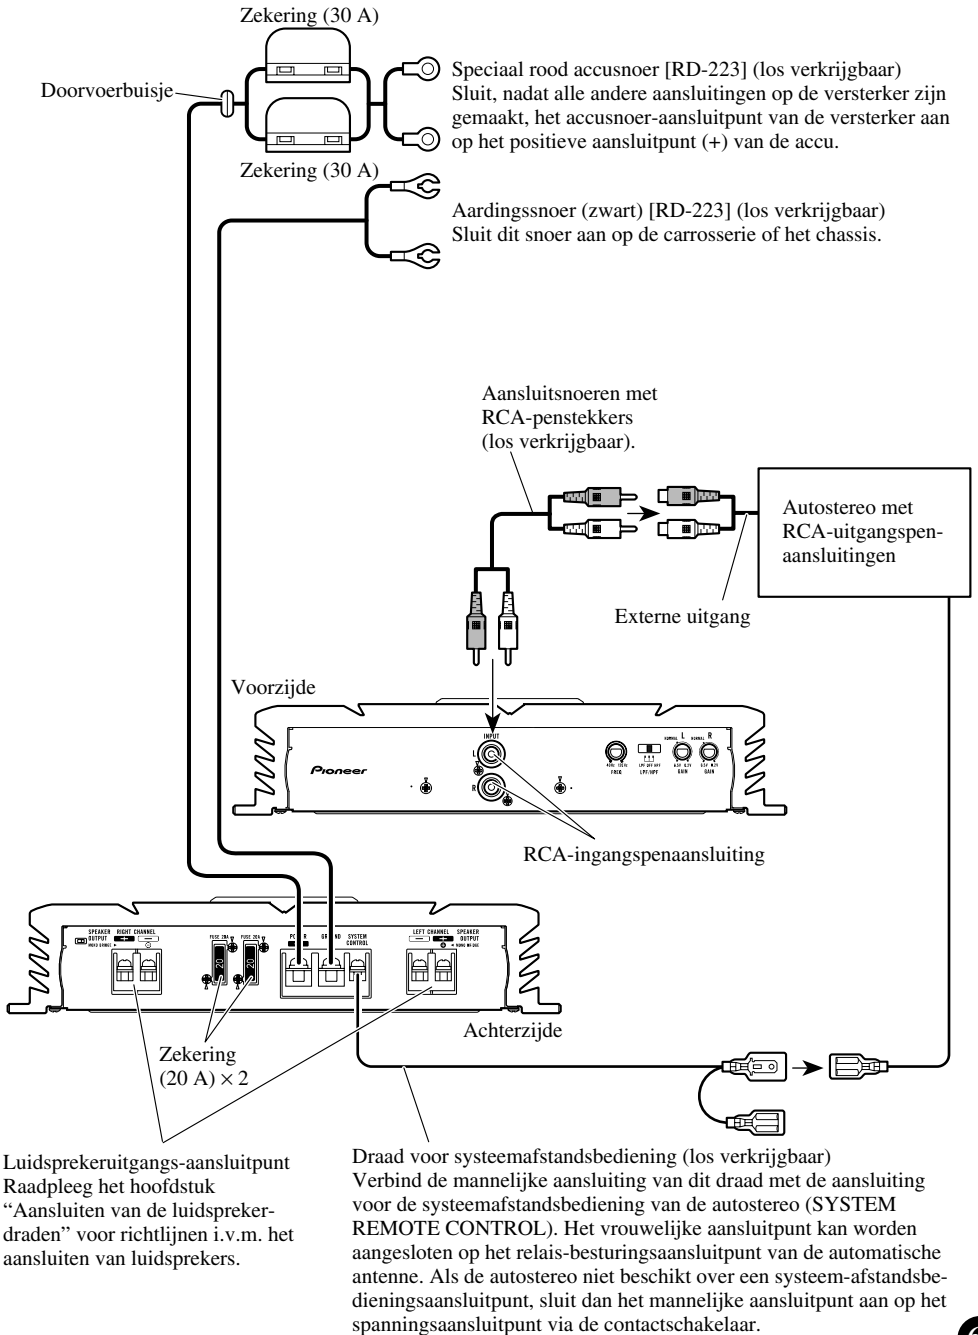 Zekering (30 A)
Doorvoerbuisje
Speciaal rood accusnoer [RD-223] (los verkrijgbaar)
Sluit, nadat alle andere aansluitingen op de versterker zijn
gemaakt, het accusnoer-aansluitpunt van de versterker aan
op het positieve aansluitpunt (+) van de accu.
Zekering (30 A)
Aardingssnoer (zwart) [RD-223] (los verkrijgbaar)
Sluit dit snoer aan op de carrosserie of het chassis.
Aansluitsnoeren met
RCA-penstekkers
(los verkrijgbaar).
Autostereo met
RCA-uitgangspen-
aansluitingen
Externe uitgang
Voorzijde
INPUT
L
R
Pioneer
FREQ
LPF OFF HPF
LPF/HPF
NORMAL L
GAIN
NORMAL R
GAIN
RCA-ingangspenaansluiting
SPEAKER
OUTPUT
RIGHT CHANNEL
FUSE 20A
FUSE 20A
20
20
GROUND
SYSTEM
CONTROL
LEFT CHANNEL
SPEAKER
OUTPUT
Achterzijde
Zekering
(20 A) × 2
Luidsprekeruitgangs-aansluitpunt
Raadpleeg het hoofdstuk
“Aansluiten van de luidspreker-
draden” voor richtlijnen i.v.m. het
aansluiten van luidsprekers.
Draad voor systeemafstandsbediening (los verkrijgbaar)
Verbind de mannelijke aansluiting van dit draad met de aansluiting
voor de systeemafstandsbediening van de autostereo (SYSTEM
REMOTE CONTROL). Het vrouwelijke aansluitpunt kan worden
aangesloten op het relais-besturingsaansluitpunt van de automatische
antenne. Als de autostereo niet beschikt over een systeem-afstandsbe-
dieningsaansluitpunt, sluit dan het mannelijke aansluitpunt aan op het
spanningsaansluitpunt via de contactschakelaar.